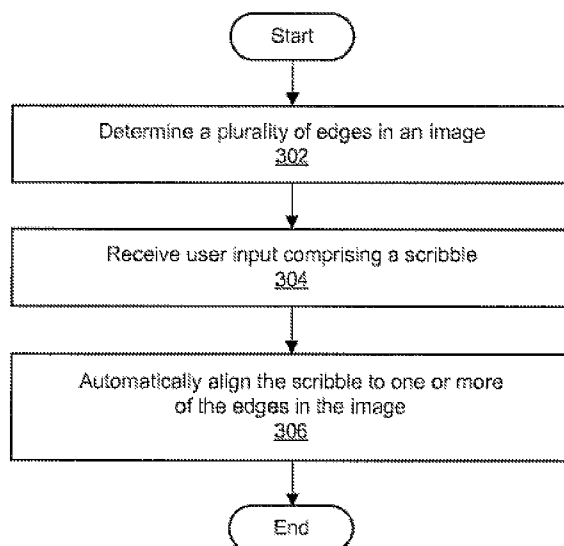 Start
Determine a plurality of edges in an image
302
Receive user input comprising a scribble
304
Automatically align the scribble to one or more
of the edges in the image
306
End